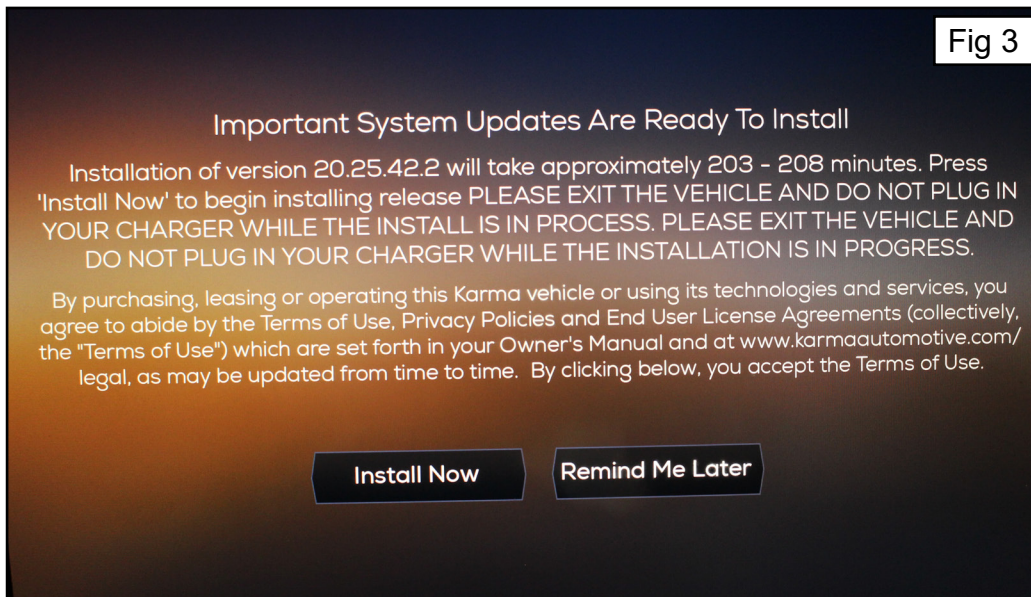 Fig 3
Important System Updates Are Ready To Install
Installation of version 20.25.42.2 will take approximately 203 - 208 minutes. Press
'Install Now' to begin installing release PLEASE EXIT THE VEHICLE AND DO NOT PLUG IN
YOUR CHARGER WHILE THE INSTALL IS IN PROCESS. PLEASE EXIT THE VEHICLE AND
DO NOT PLUG IN YOUR CHARGER WHILE THE INSTALLATION IS IN PROGRESS.
By purchasing, leasing or operating this Karma vehicle or using its technologies and services, you
agree to abide by the Terms of Use, Privacy Policies and End User License Agreements (collectively,
the "Terms of Use") which are set forth in your Owner's Manual and at www.karmaautomotive.com/
legal, as may be updated from time to time. By clicking below, you accept the Terms of Use.
Install Now
Remind Me Later